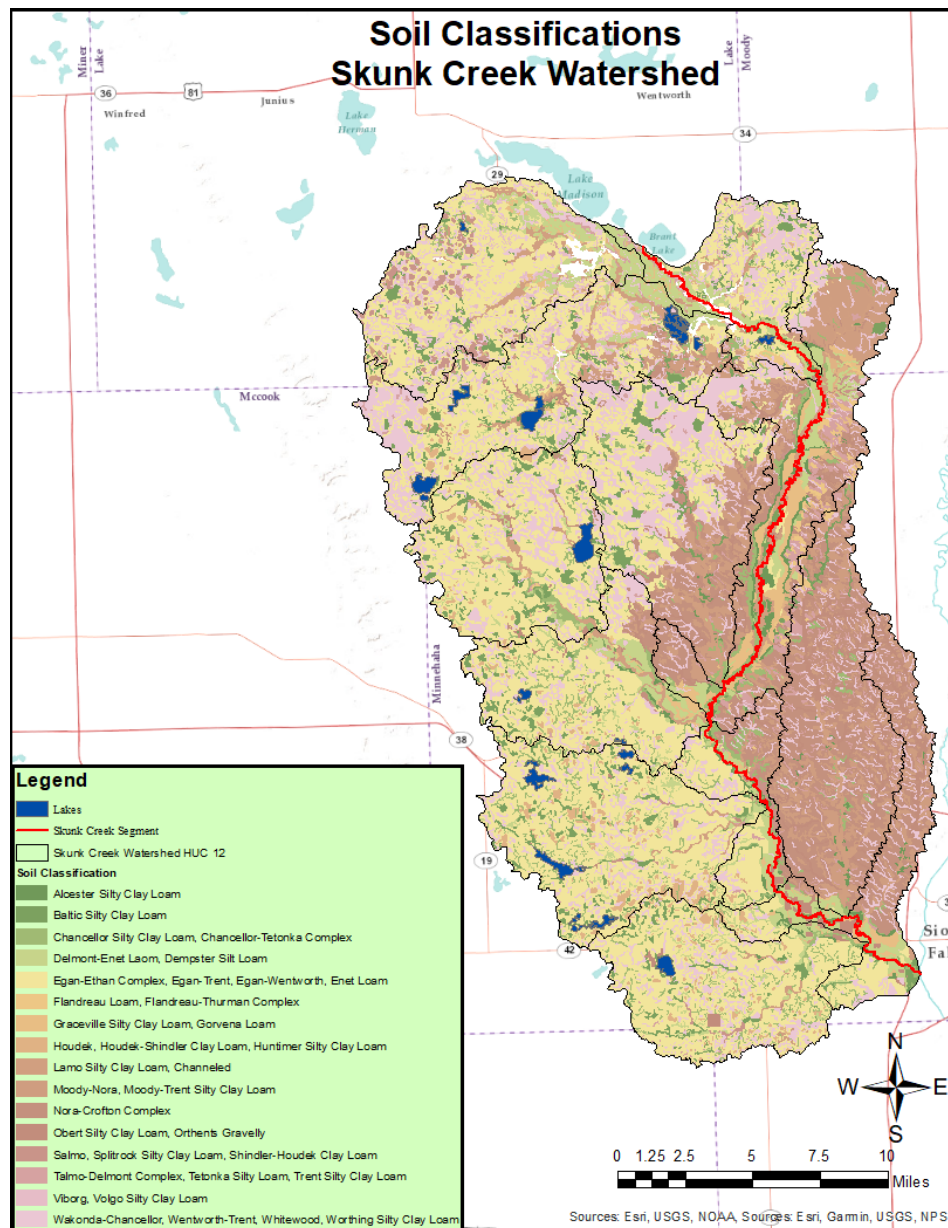 Soil Classifications
Skunk Creek Watershed
Miner
Lake
Lake
Moody
36
81
Junius
Winfred
Wentworth
Lake
Herman
34
29
Lake
Madison
Brant
Lake
Mccook
Minnehaha
38
19
42
Sio
Fal
Legend
Lakes
Skunk Creek Segment
Skunk Creek Watershed HUC 12
Soil Classification
Alcester Silty Clay Loam
Baltic Silty Clay Loam
Chancellor Silty Clay Loam, Chancellor-Tetonka Complex
Delmont-Enet Laom, Dempster Silt Loam
Egan-Ethan Complex, Egan-Trent, Egan-Wentworth, Enet Loam
Flandreau Loam, Flandreau-Thurman Complex
Graceville Silty Clay Loam, Gorvena Loam
Houdek, Houdek-Shindler Clay Loam, Huntimer Silty Clay Loam
Lamo Silty Clay Loam, Channeled
Moody-Nora, Moody-Trent Silty Clay Loam
Nora-Crofton Complex
Obert Silty Clay Loam, Orthents Gravelly
Salmo, Splitrock Silty Clay Loam, Shindler-Houdek Clay Loam
Talmo-Delmont Complex, Tetonka Silty Loam, Trent Silty Clay Loam
Viborg, Volgo Silty Clay Loam
Wakonda-Chancellor, Wentworth-Trent, Whitewood, Worthing Silty Clay Loam
N
W E
S
0 1.25 2.5 5 7.5 10
Miles
Sources: Esri, USGS, NOAA, Sources: Esri, Garmin, USGS, NPS